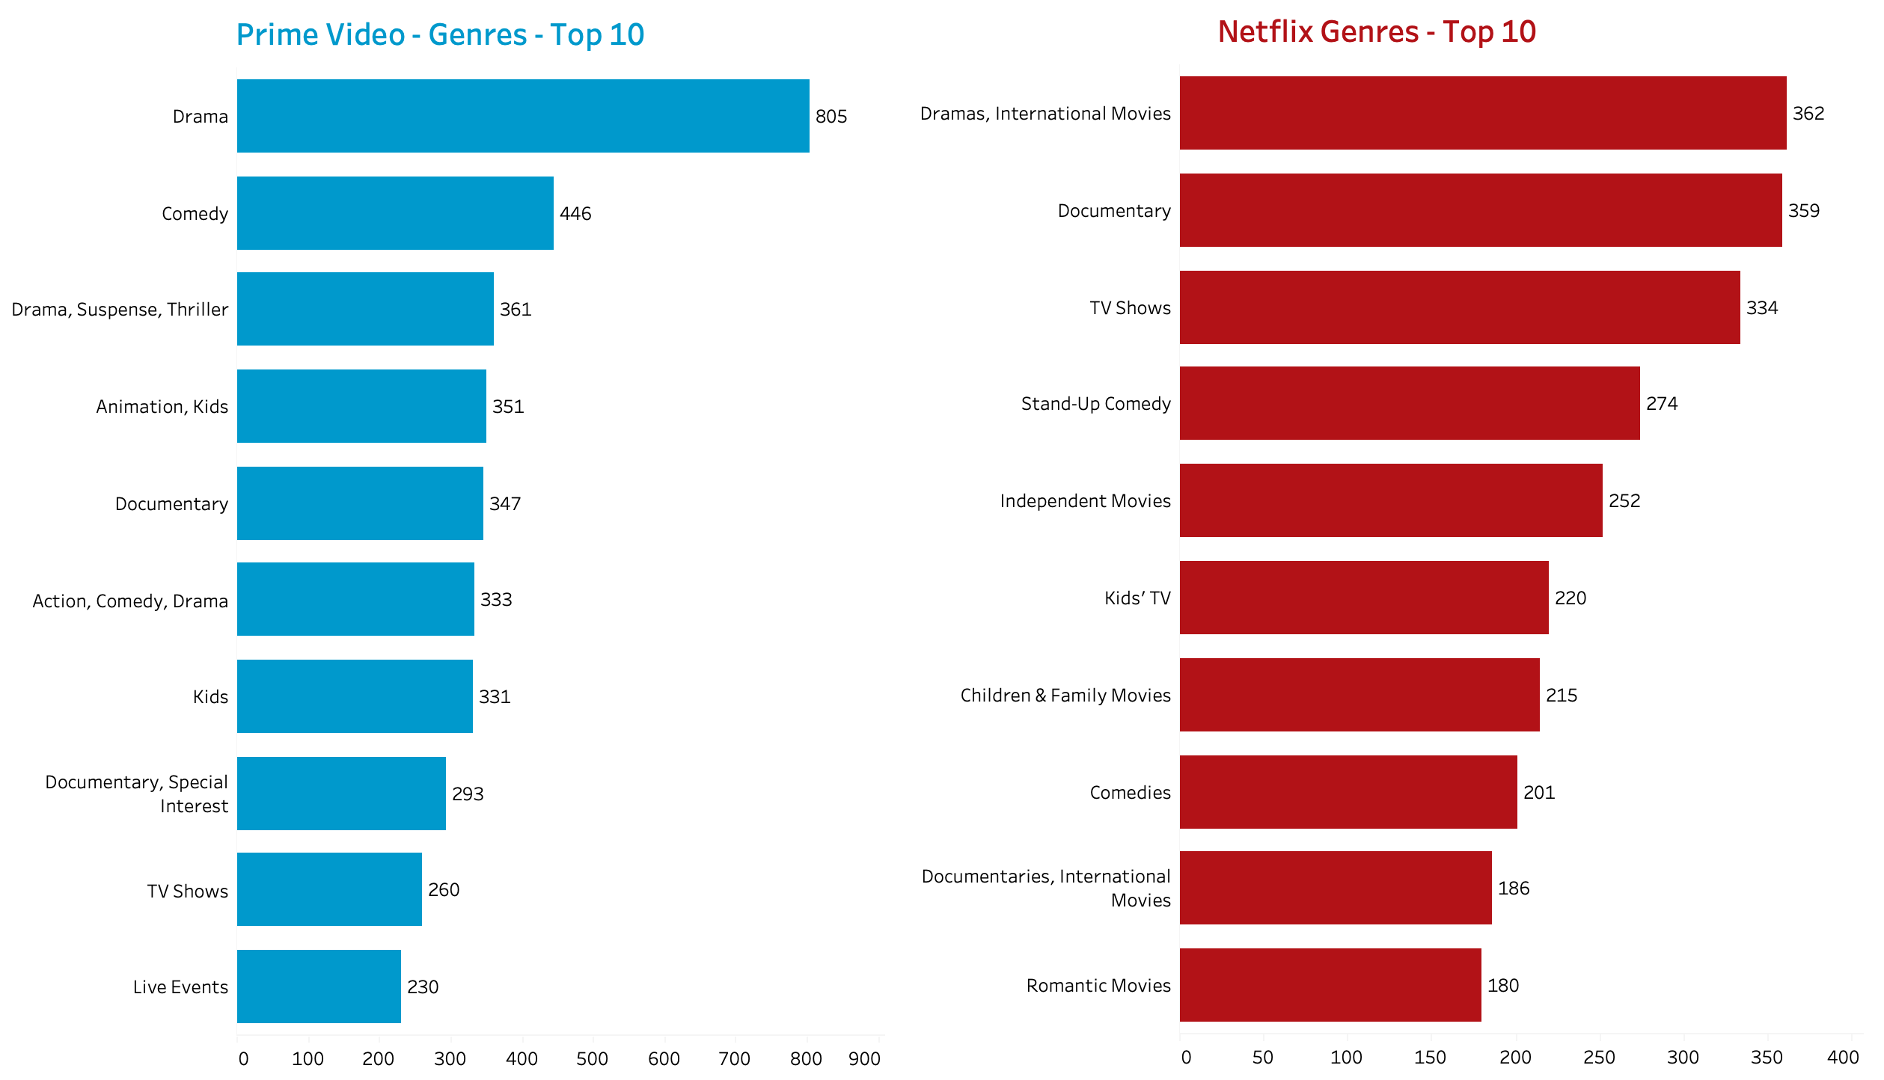 Prime Video - Genres - Top 10
Drama
805
Comedy
446
Drama, Suspense, Thriller
361
Animation, Kids
351
Documentary
347
Action, Comedy, Drama
333
Kids
331
Documentary, Special
Interest
293
TV Shows
260
Live Events
230
0 100 200 300 400 500 600 700 800 900
Netflix Genres - Top 10
Dramas, International Movies
362
Documentary
359
TV Shows
334
Stand-Up Comedy
274
Independent Movies
252
Kids’ TV
220
Children & Family Movies
215
Comedies
201
Documentaries, International
Movies
186
Romantic Movies
180
0 50 100 150 200 250 300 350 400